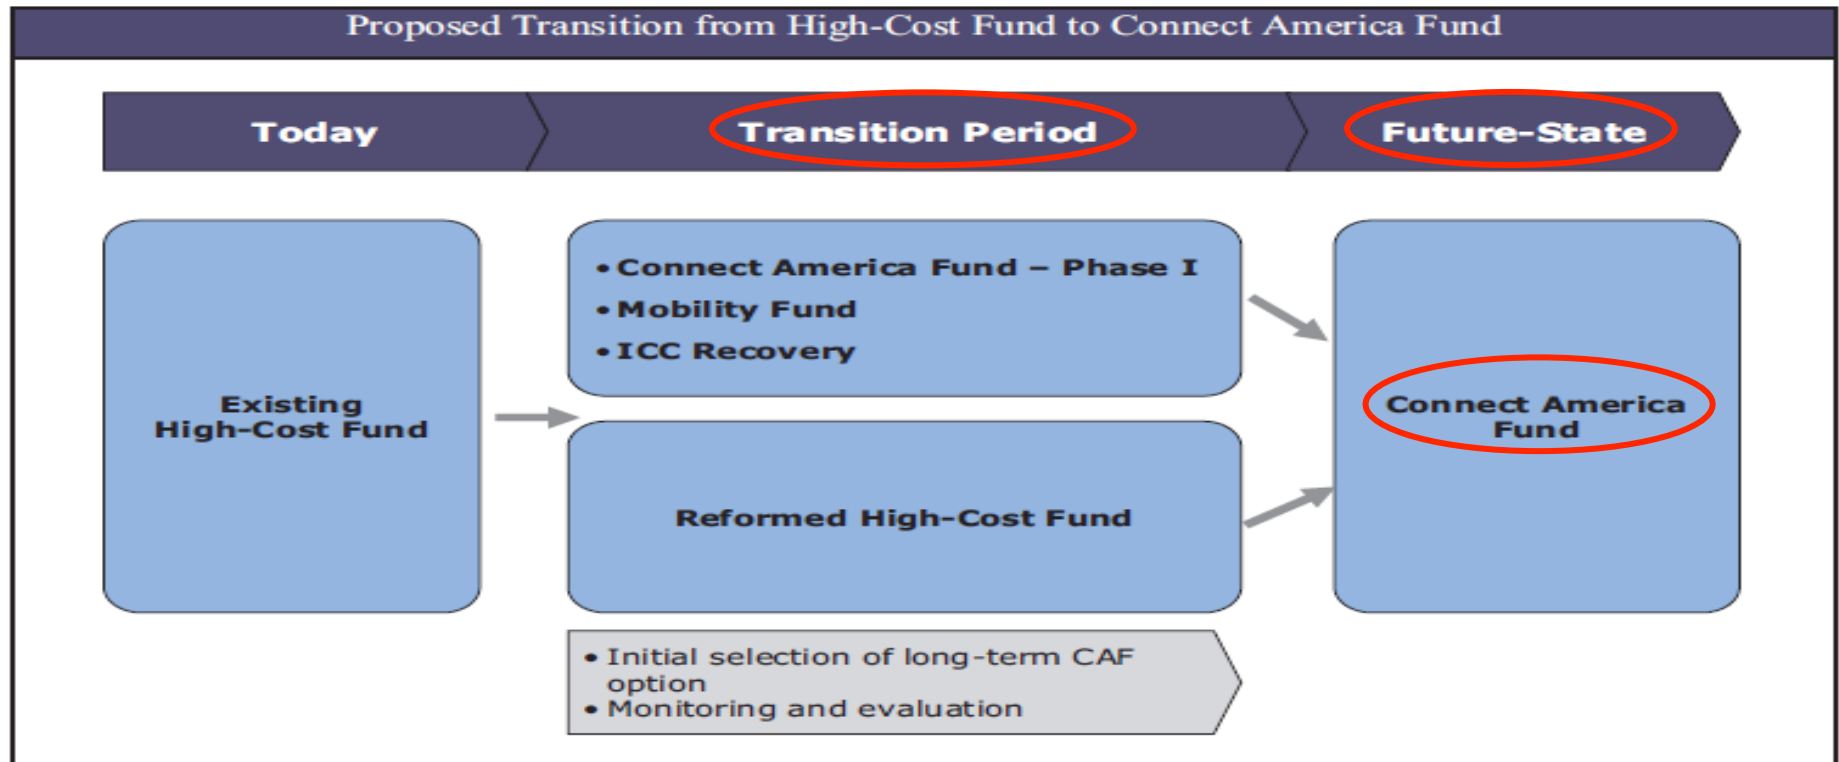 Proposed Transition from High-Cost Fund to Connect America Fund
Today
Transition Period
Future-State
Existing
High-Cost Fund
• Connect America Fund – Phase I
• Mobility Fund
• ICC Recovery
Reformed High-Cost Fund
• Initial selection of long-term CAF
option
• Monitoring and evaluation
Connect America
Fund